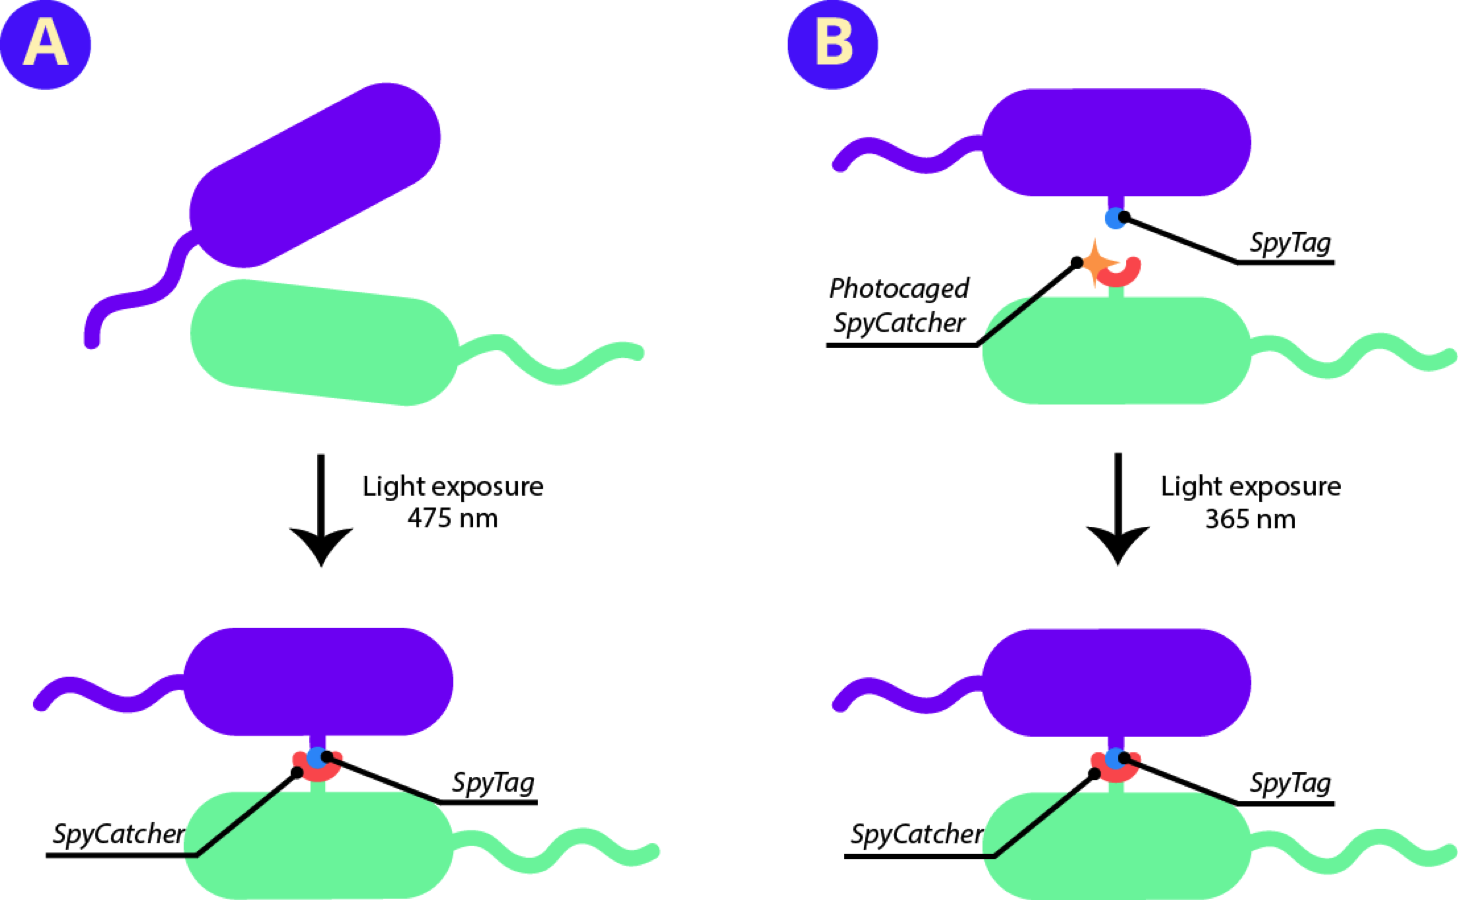 A
B
SpyTag
Photocaged
SpyCatcher
Light exposure
475 nm
Light exposure
365 nm
SpyTag
SpyCatcher
SpyTag
SpyCatcher